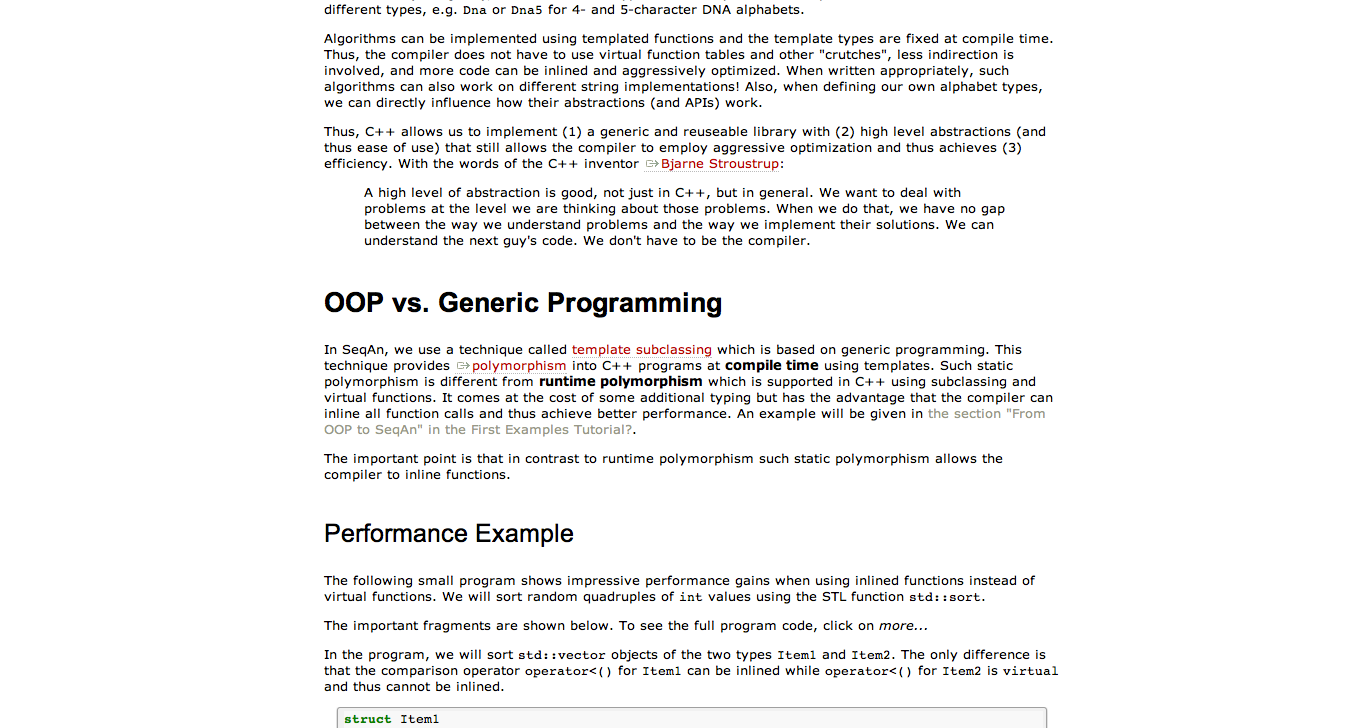 different types, e.g. Dna or Dna5 for 4- and 5-character DNA alphabets.
Algorithms can be implemented using templated functions and the template types are fixed at compile time.
Thus, the compiler does not have to use virtual function tables and other "crutches", less indirection is
involved, and more code can be inlined and aggressively optimized. When written appropriately, such
algorithms can also work on different string implementations! Also, when defining our own alphabet types,
we can directly influence how their abstractions (and APIs) work.
Thus, C++ allows us to implement (1) a generic and reuseable library with (2) high level abstractions (and
thus ease of use) that still allows the compiler to employ aggressive optimization and thus achieves (3)
efficiency. With the words of the C++ inventor Bjarne Stroustrup:
A high level of abstraction is good, not just in C++, but in general. We want to deal with
problems at the level we are thinking about those problems. When we do that, we have no gap
between the way we understand problems and the way we implement their solutions. We can
understand the next guy's code. We don't have to be the compiler.
OOP vs. Generic Programming
In SeqAn, we use a technique called template subclassing which is based on generic programming. This
technique provides polymorphism into C++ programs at compile time using templates. Such static
polymorphism is different from runtime polymorphism which is supported in C++ using subclassing and
virtual functions. It comes at the cost of some additional typing but has the advantage that the compiler can
inline all function calls and thus achieve better performance. An example will be given in the section "From
OOP to SeqAn" in the First Examples Tutorial?.
The important point is that in contrast to runtime polymorphism such static polymorphism allows the
compiler to inline functions.
Performance Example
The following small program shows impressive performance gains when using inlined functions instead of
virtual functions. We will sort random quadruples of int values using the STL function std::sort.
The important fragments are shown below. To see the full program code, click on more...
In the program, we will sort std::vector objects of the two types Item1 and Item2. The only difference is
that the comparison operator operator<() for Item1 can be inlined while operator<() for Item2 is virtual
and thus cannot be inlined.
struct Item1